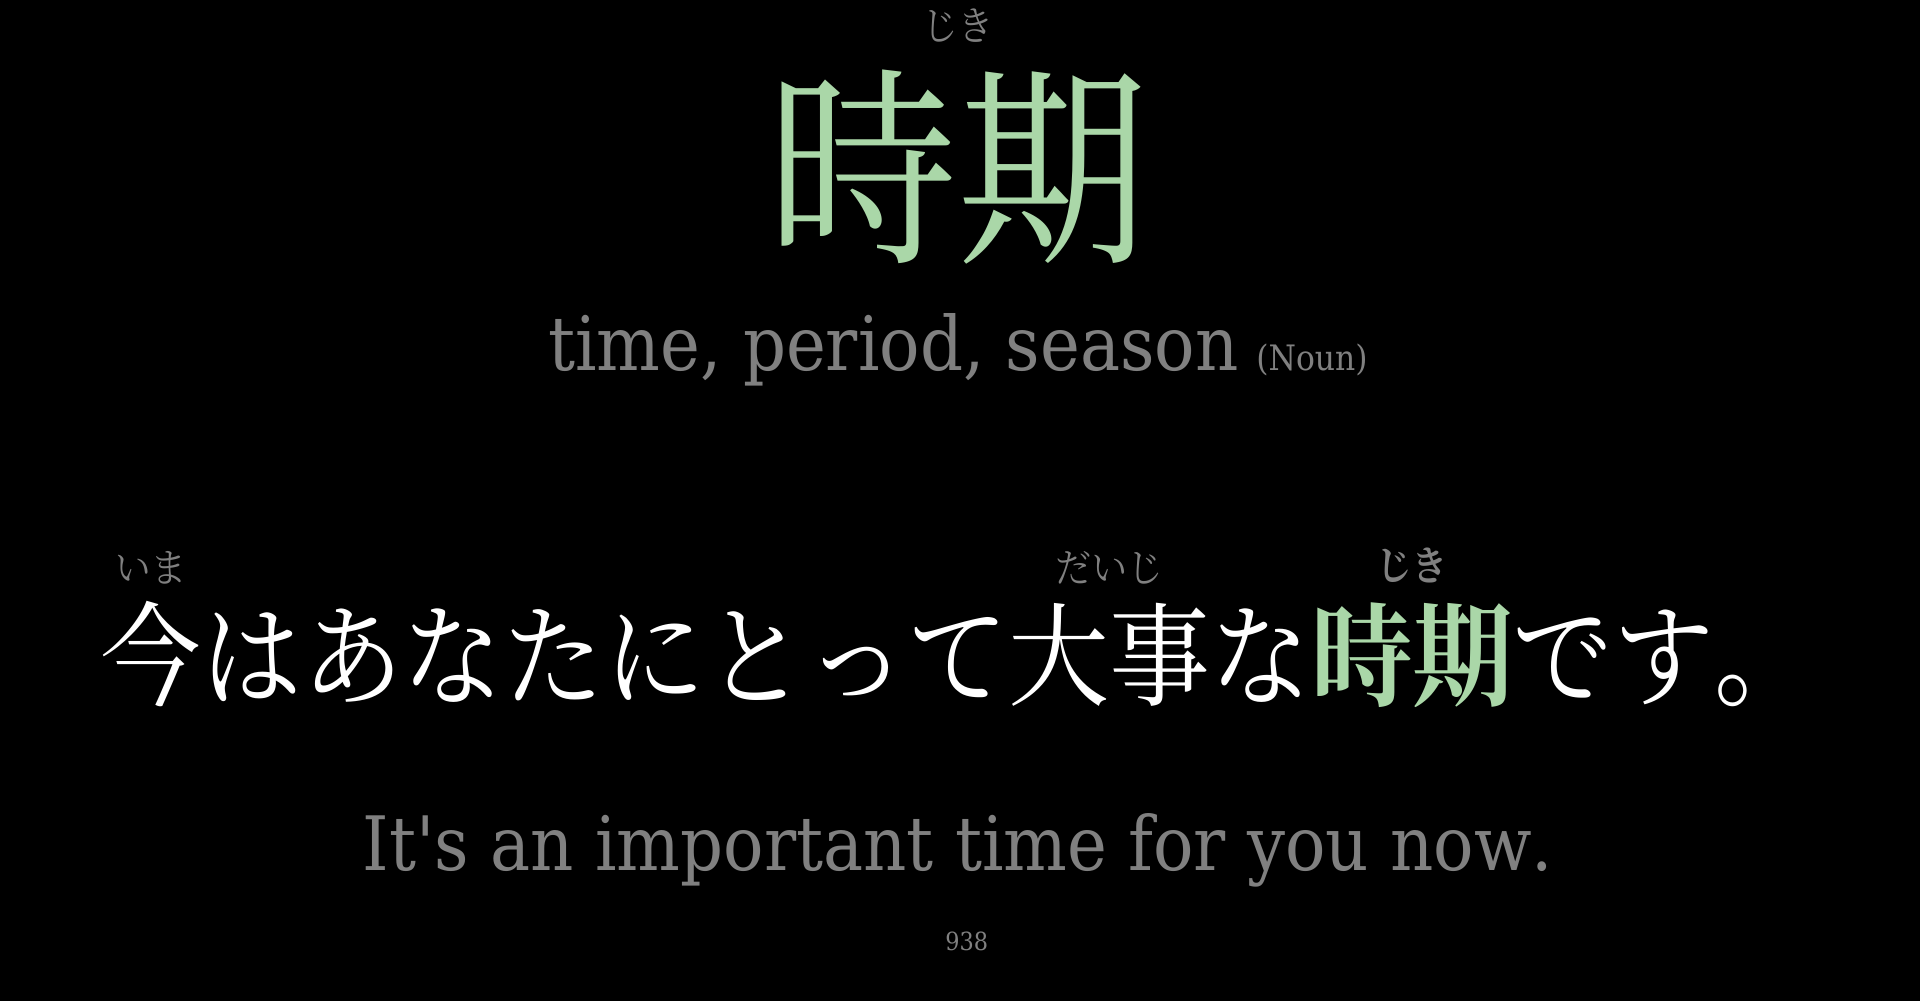 じき
時期
time, period, season (Noun)
いま だいじ じき
今はあなたにとって大事な時期です。
It's an important time for you now.
938